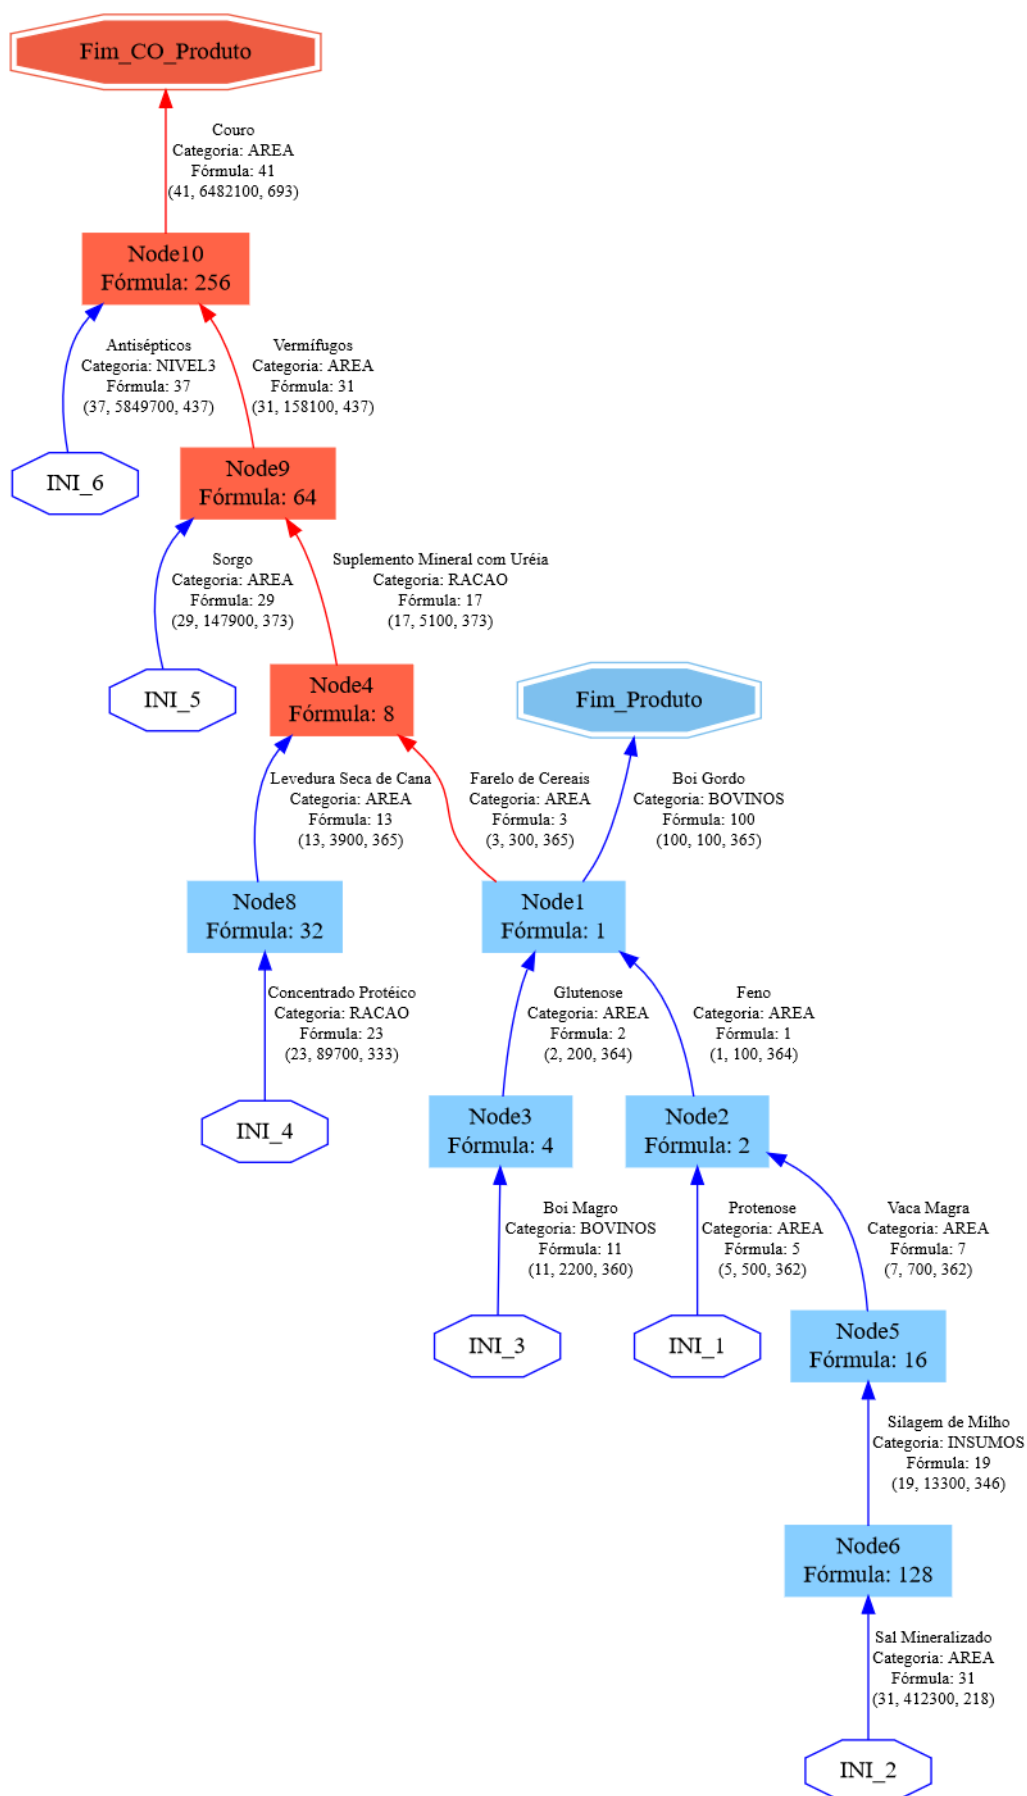 Fim_CO_Produto
Couro
Categoria: AREA
Fórmula: 41
(41, 6482100, 693)
Node10
Fórmula: 256
Antisépticos
Categoria: NIVEL3
Fórmula: 37
(37, 5849700, 437)
Vermífugos
Categoria: AREA
Fórmula: 31
(31, 158100, 437)
INI_6
Node9
Fórmula: 64
Sorgo
Categoria: AREA
Fórmula: 29
(29, 147900, 373)
Suplemento Mineral com Uréia
Categoria: RACAO
Fórmula: 17
(17, 5100, 373)
INI_5
Node4
Fórmula: 8
Fim_Produto
Levedura Seca de Cana
Categoria: AREA
Fórmula: 13
(13, 3900, 365)
Farelo de Cereais
Categoria: AREA
Fórmula: 3
(3, 300, 365)
Boi Gordo
Categoria: BOVINOS
Fórmula: 100
(100, 100, 365)
Node8
Fórmula: 32
Node1
Fórmula: 1
Concentrado Protéico
Categoria: RACAO
Fórmula: 23
(23, 89700, 333)
Glutenose
Categoria: AREA
Fórmula: 2
(2, 200, 364)
Feno
Categoria: AREA
Fórmula: 1
(1, 100, 364)
INI_4
Node3
Fórmula: 4
Node2
Fórmula: 2
Boi Magro
Categoria: BOVINOS
Fórmula: 11
(11, 2200, 360)
Protenose
Categoria: AREA
Fórmula: 5
(5, 500, 362)
Vaca Magra
Categoria: AREA
Fórmula: 7
(7, 700, 362)
INI_3
INI_1
Node5
Fórmula: 16
Silagem de Milho
Categoria: INSUMOS
Fórmula: 19
(19, 13300, 346)
Node6
Fórmula: 128
Sal Mineralizado
Categoria: AREA
Fórmula: 31
(31, 412300, 218)
INI_2